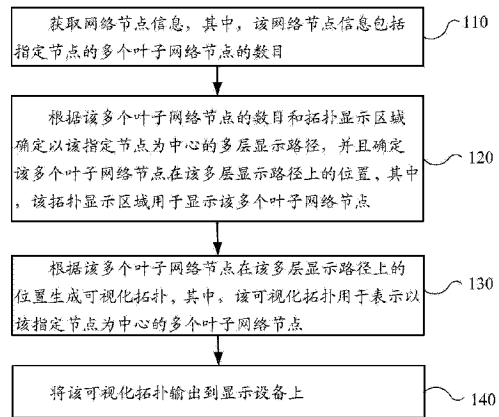 获取网络节点信息，其中，该网络节点信息包括
指定节点的多个叶子网络节点的数目
110
根据该多个叶子网络节点的数目和拓扑显示区域
确定以该指定节点为中心的多层显示路径，并且确定
该多个叶子网络节点在该多层显示路径上的位置，其中
，该拓扑显示区域用于显示该多个叶子网络节点
120
根据该多个叶子网络节点在该多层显示路径上的
位置生成可视化拓扑，其中，该可视化拓扑用于表示以
该指定节点为中心的多个叶子网络节点
130
将该可视化拓扑输出到显示设备上
140